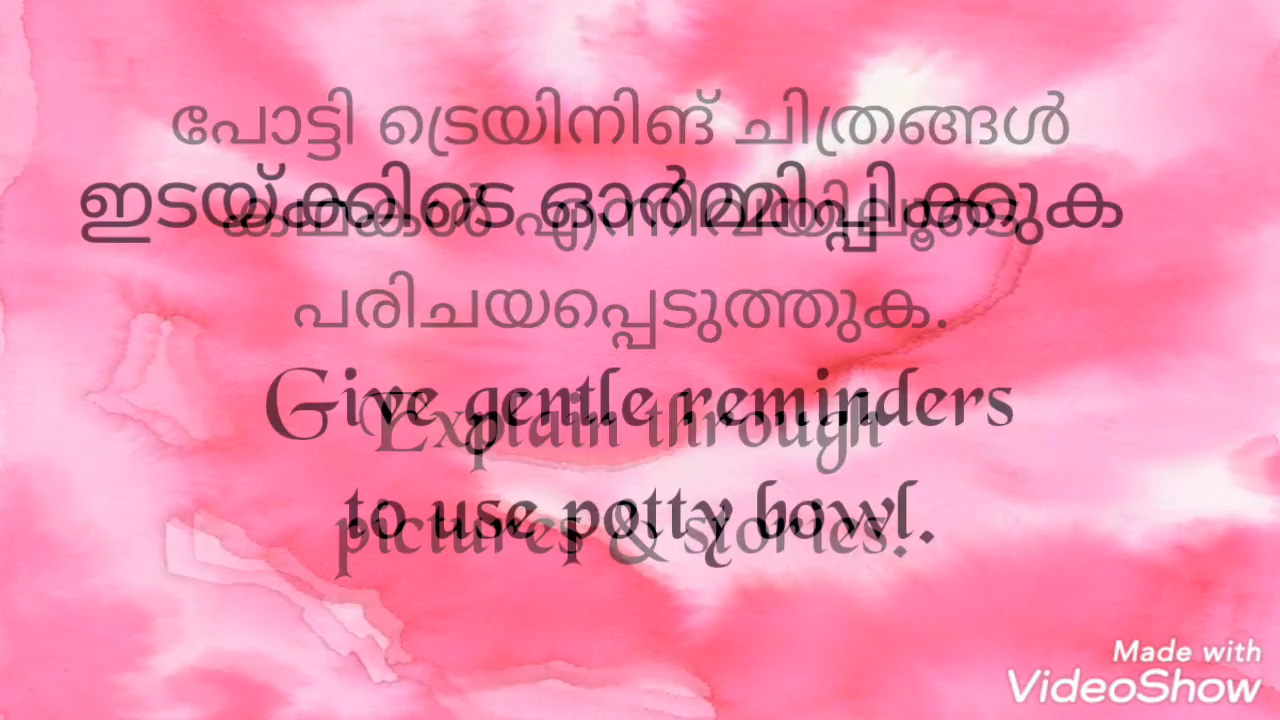 പോട്ടി ട്രെയിനിങ് ചിത്രങ്ങൾ
ഇടയ്ക്കിടെ ഓർമ്മിപ്പിക്കുക
കഥകൾ എന്നിവയിലൂടെ
പരിചയപ്പെടുത്തുക.
Give gentle reminders
Explain through
to use potty bowl.
pictures & stories.
Made with
VideoShow